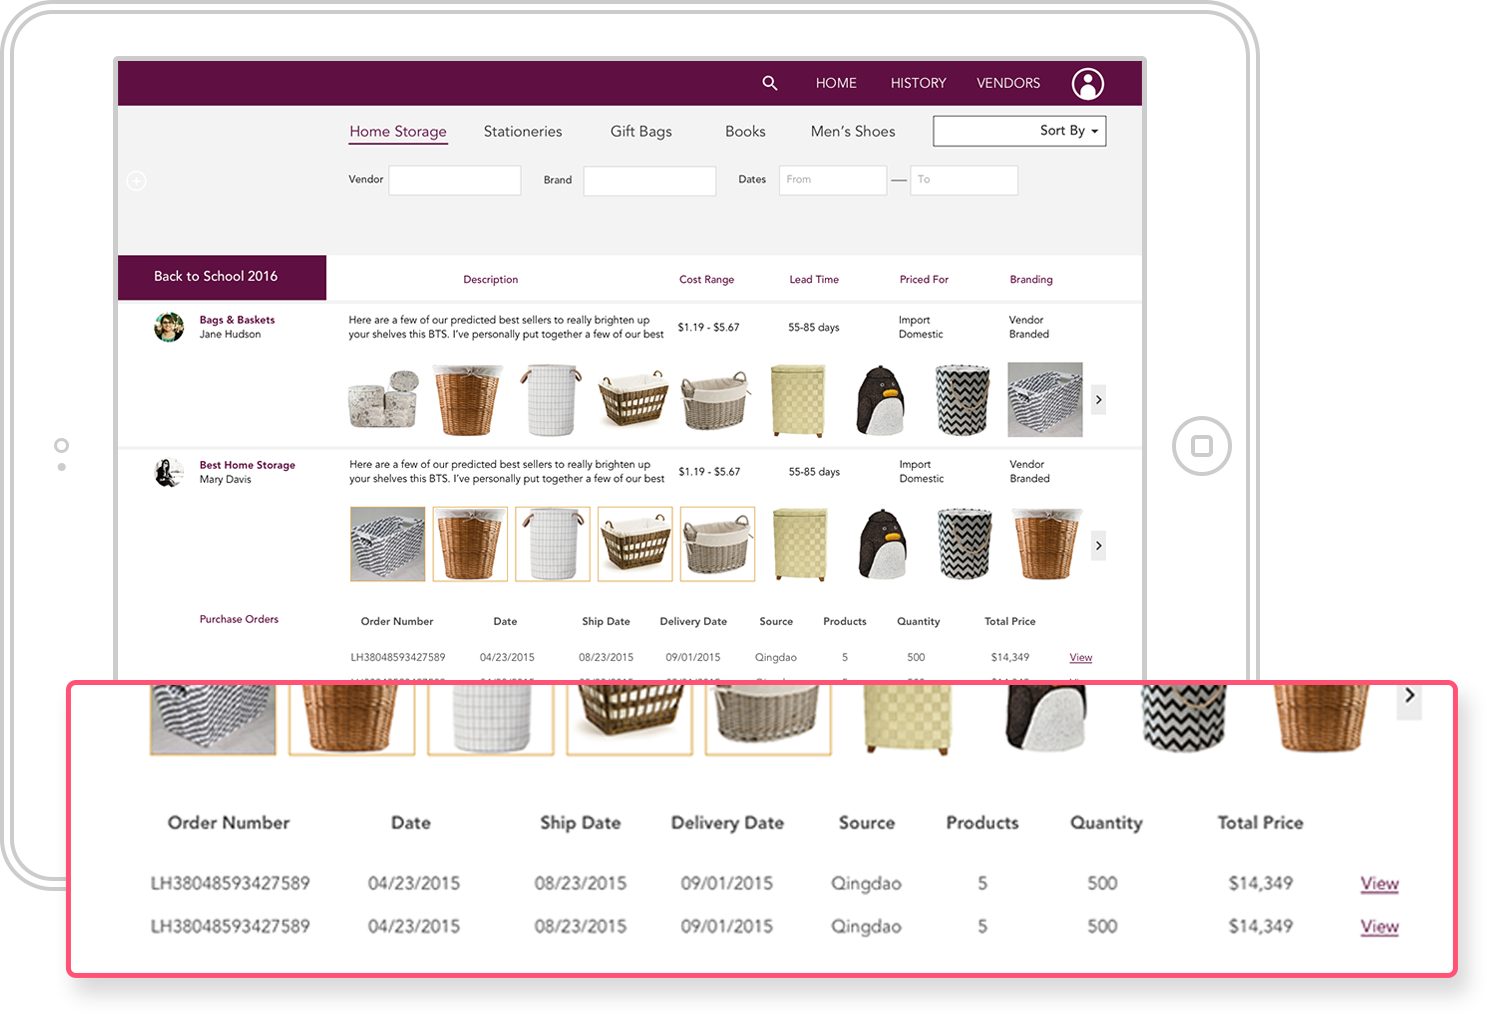 HOME HISTORY VENDORS
Home Storage Stationeries Gift Bags Books Men's Shoes Sort By
Vendor Brand Dates From To
Back to School 2016 Description Cost Range Lead Time Priced For Branding
Bags & Baskets Here are a few of our predicted best sellers to really brighten up Import Vendor
Jane Hudson your shelves this BTS. I've personally put together a few of our best $1.19 - $5.67 55-85 days Domestic Branded
Best Home Storage Here are a few of our predicted best sellers to really brighten up Import Vendor
Mary Davis your shelves this BTS. I've personally put together a few of our best $1.19 - $5.67 55-85 days Domestic Branded
Purchase Orders Order Number Date Ship Date Delivery Date Source Products Quantity Total Price
LH38048593427589 04/23/2015 08/23/2015 09/01/2015 Qingdao 5 500 $14,349 View
Order Number Date Ship Date Delivery Date Source Products Quantity Total Price
LH38048593427589 04/23/2015 08/23/2015 09/01/2015 Qingdao 5 500 $14,349 View
LH38048593427589 04/23/2015 08/23/2015 09/01/2015 Qingdao 5 500 $14,349 View